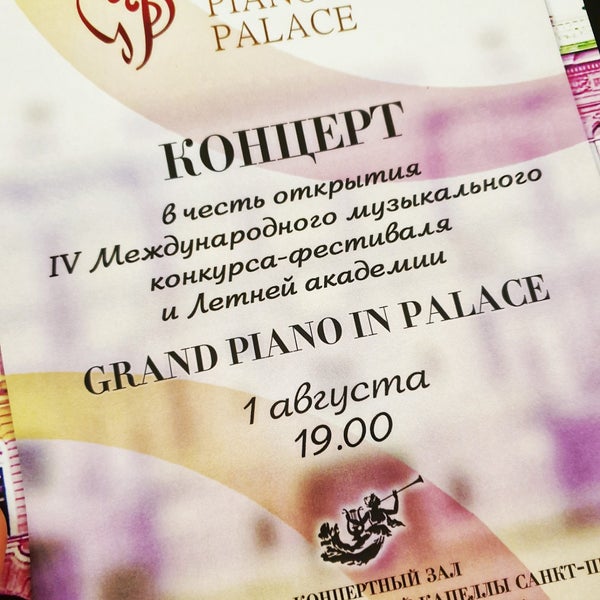 PIANO
PALACE
КОНЦЕРТ
в честь открытия
IV Международного музыкального
конкурса-фестиваля
и Летней академии
GRAND PIANO IN PALACE
1 августа
19.00
КОНЦЕРТНЫЙ ЗАЛ
КАПЕЛЛЫ САНКТ-П